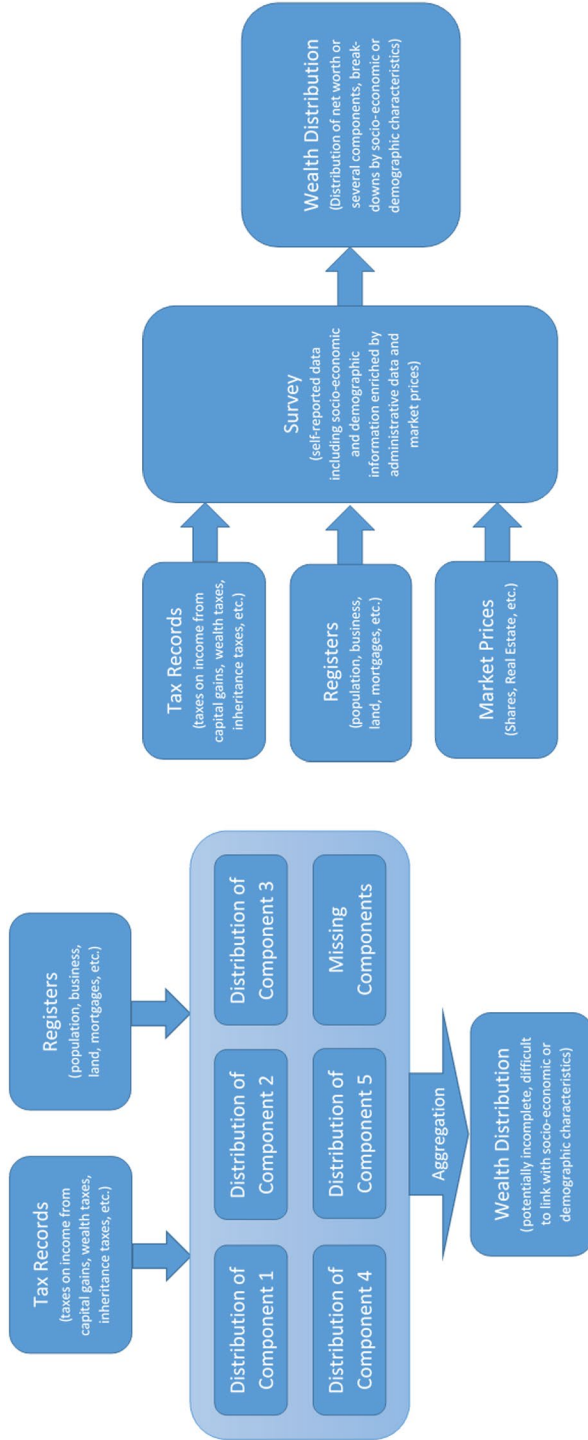 Tax Records
(taxes on income from
capital gains, wealth taxes,
inheritance taxes, etc.)
Registers
(population, business,
land, mortgages, etc.)
Distribution of
Component 1
Distribution of
Component 2
Distribution of
Component 3
Distribution of
Component 4
Distribution of
Component 5
Missing
Components
Aggregation
Wealth Distribution
(potentially incomplete, difficult
to link with socio-economic or
demographic characteristics)
Tax Records
(taxes on income from
capital gains, wealth taxes,
inheritance taxes, etc.)
Registers
(population, business,
land, mortgages, etc.)
Market Prices
(Shares, Real Estate, etc.)
Survey
(self-reported data
including socio-economic
and demographic
information enriched by
administrative data and
market prices)
Wealth Distribution
(Distribution of net worth or
several components, break-
downs by socio-economic or
demographic characteristics)